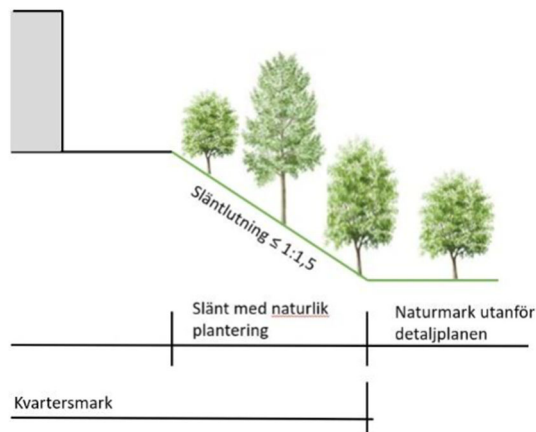 Släntlutning ≤ 1:1,5
Slänt med naturlik
plantering
Naturmark utanför
detaljplanen
Kvartersmark